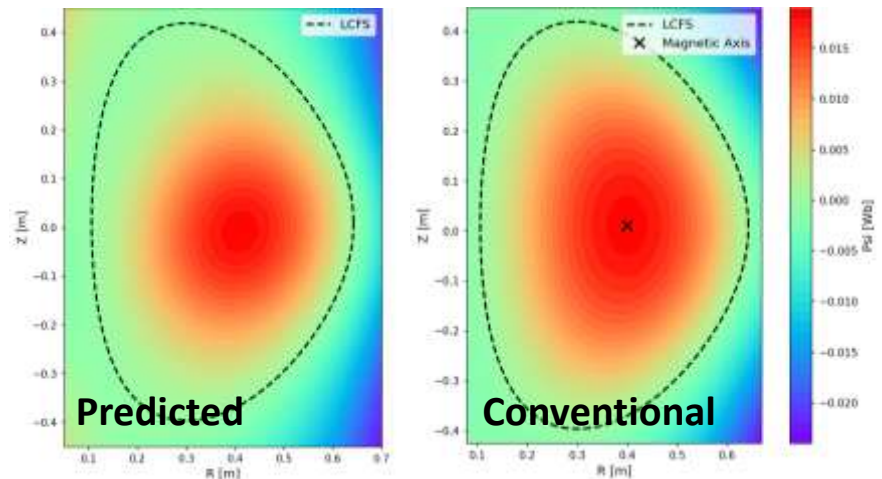 LCFS
0.4
0.3
0.2
0.1
0.0
−0.1
−0.2
−0.3
−0.4
Z [m]
0.1 0.2 0.3 0.4 0.5 0.6 0.7
R [m]
Predicted
LCFS
Magnetic Axis
0.4
0.3
0.2
0.1
0.0
−0.1
−0.2
−0.3
−0.4
Z [m]
0.1 0.2 0.3 0.4 0.5 0.6
R [m]
Conventional
0.015
0.010
0.005
0.000
−0.005
−0.010
−0.015
−0.020
Psi [Wb]